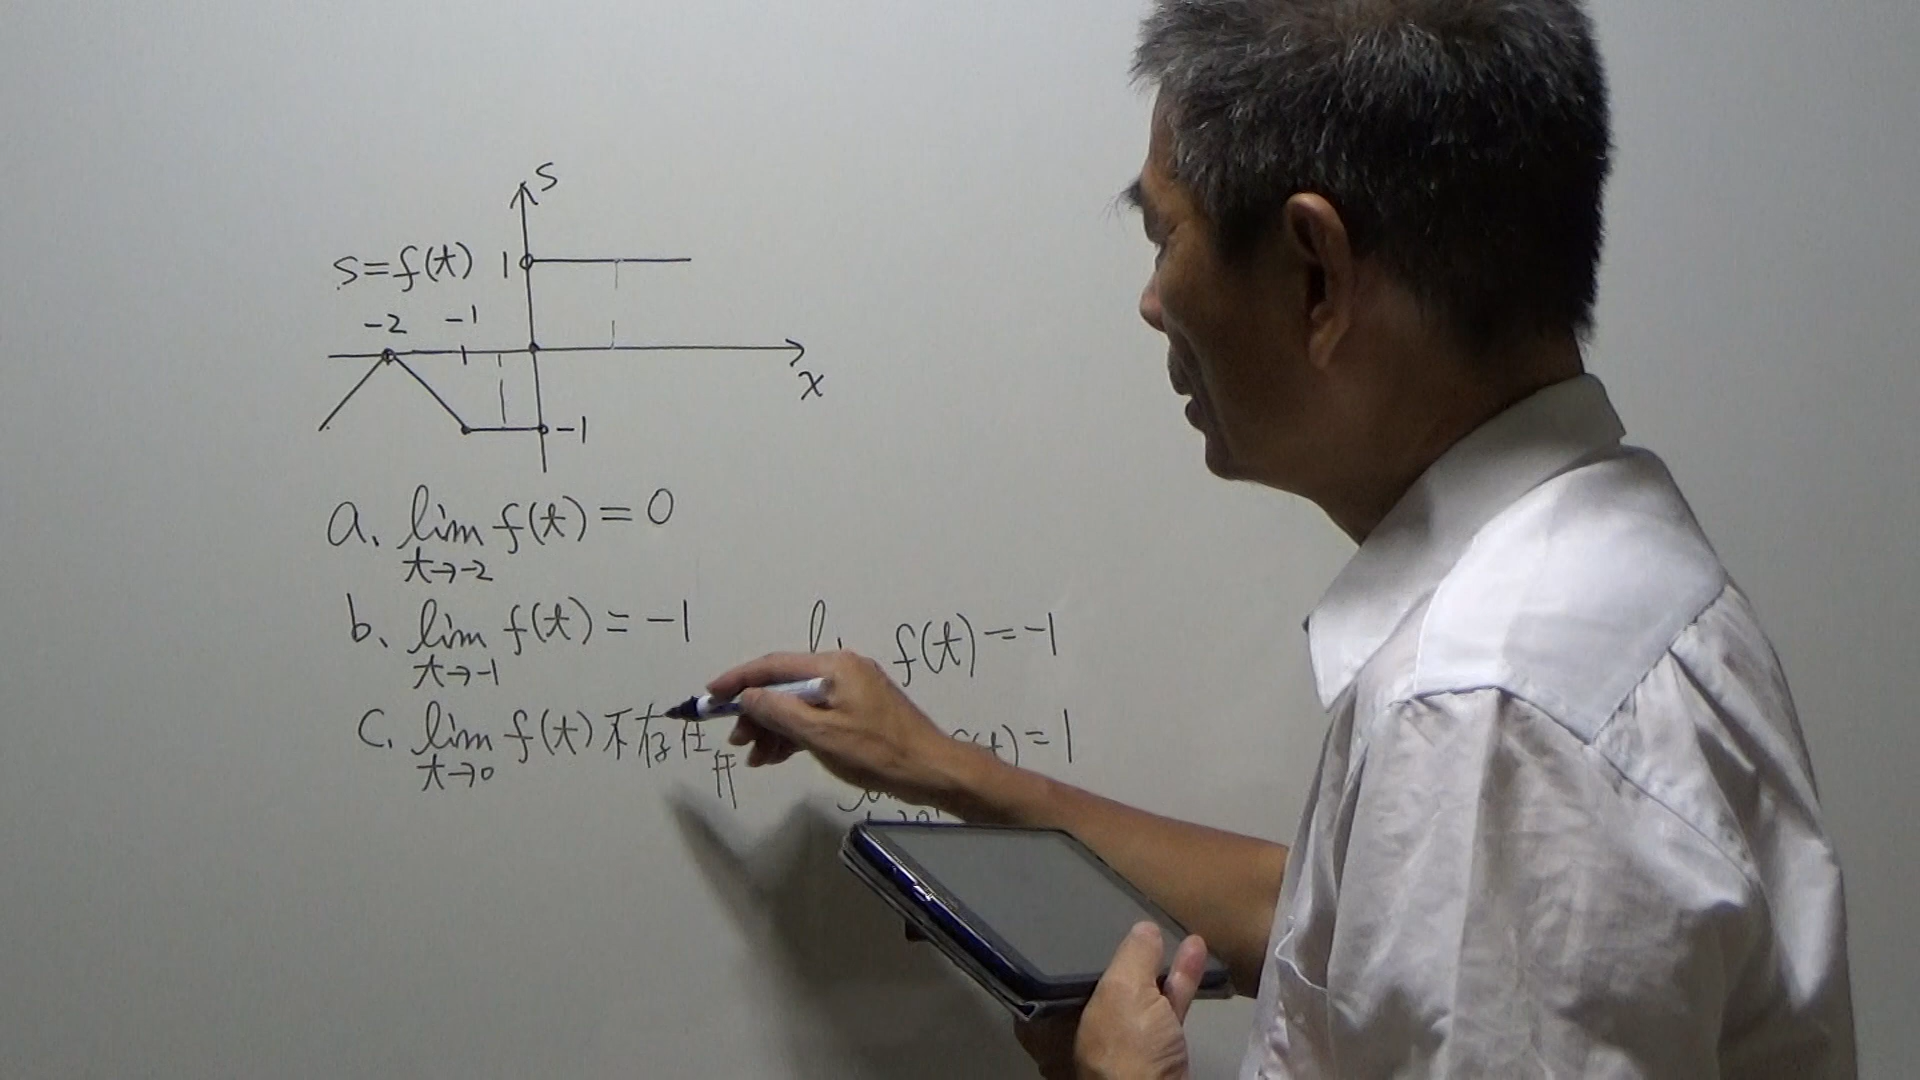 s
s=f(t) 1
-2 -1
x
-1
a. lim f(t) = 0
t→-2
b. lim f(t) = -1
t→-1
f(t) = -1
c. lim f(t) 不存在
t→0
= 1